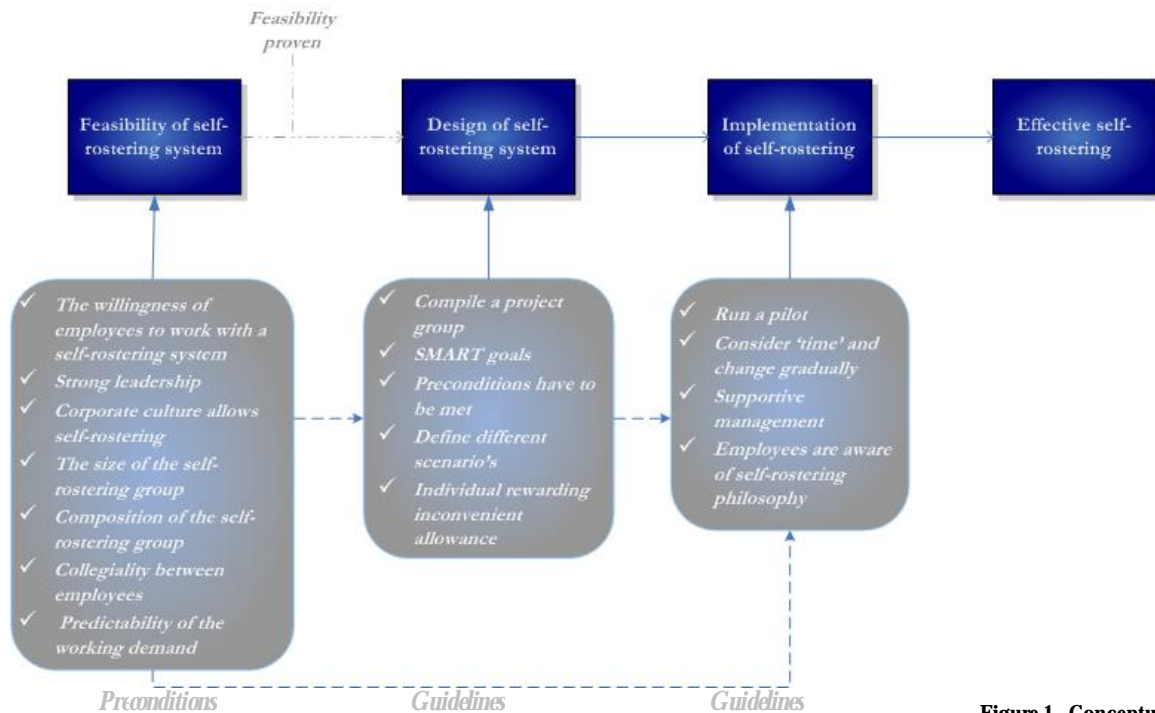 Feasibility
proven
Feasibility of self-
rostering system
Design of self-
rostering system
Implementation
of self-rostering
Effective self-
rostering
✓ The willingness of
employees to work with a
self-rostering system
✓ Strong leadership
✓ Corporate culture allows
self-rostering
✓ The size of the self-
rostering group
✓ Composition of the self-
rostering group
✓ Collegiality between
employees
✓ Predictability of the
working demand
✓ Compile a project
group
✓ SMART goals
✓ Preconditions have to
be met
✓ Define different
scenario's
✓ Individual rewarding
inconvenient
allowance
✓ Run a pilot
✓ Consider 'time' and
change gradually
✓ Supportive
management
✓ Employees are aware
of self-rostering
philosophy
Preconditions
Guidelines
Guidelines
Figure 1 Conceptu